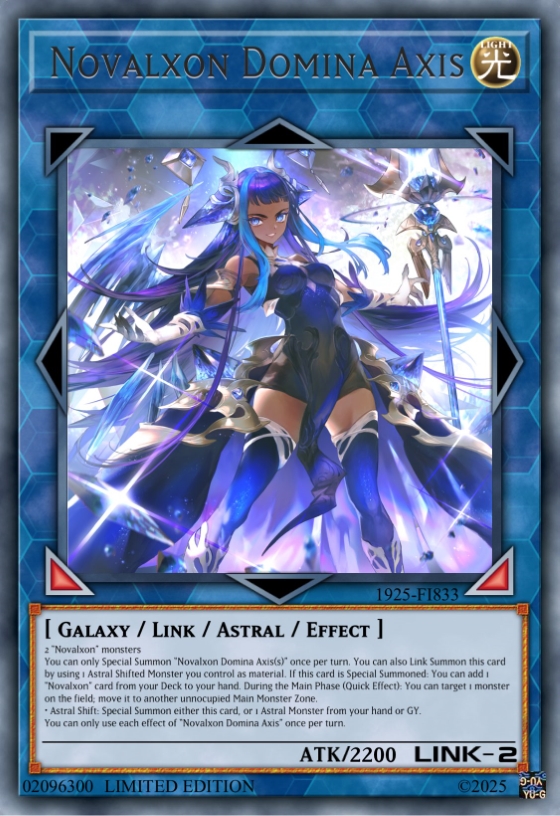 Novalxon Domina Axis
LIGHT
光
1925-FI833
[ Galaxy / Link / Astral / Effect ]
2 "Novalxon" monsters
You can only Special Summon "Novalxon Domina Axis(s)" once per turn. You can also Link Summon this card
by using 1 Astral Shifted Monster you control as material. If this card is Special Summoned: You can add 1
"Novalxon" card from your Deck to your hand. During the Main Phase (Quick Effect): You can target 1 monster
on the field; move it to another unnocupied Main Monster Zone.
• Astral Shift: Special Summon either this card, or 1 Astral Monster from your hand or GY.
You can only use each effect of "Novalxon Domina Axis" once per turn.
ATK/2200 LINK-2
02096300 LIMITED EDITION ©2025
YU-G
YU-G